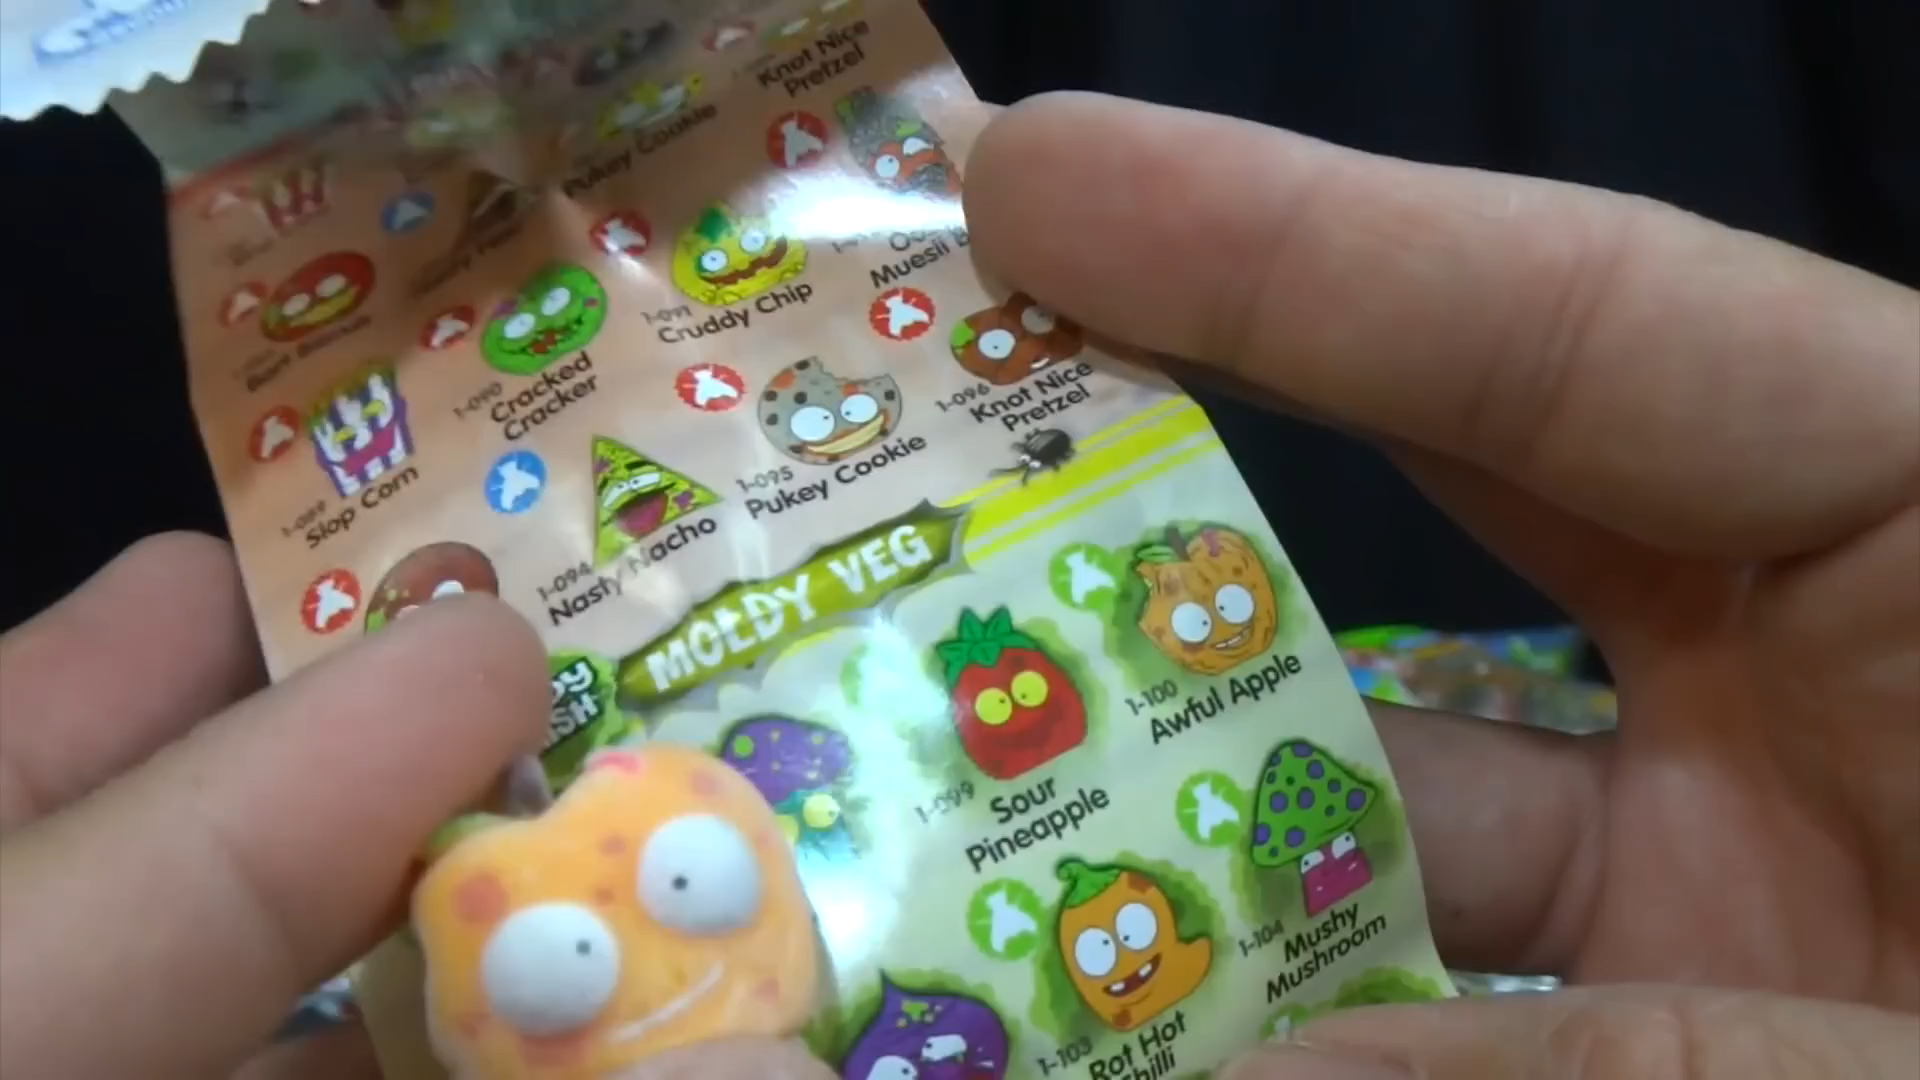 Knot Nice
Pretzel
Pukey Cookie
1-091
Cruddy Chip
Muesli
1-090
Cracked
Cracker
1-096
Knot Nice
Pretzel
1-089
Slop Corn
1-095
Pukey Cookie
1-094
Nasty Nacho
MOLDY VEG
1-100
Awful Apple
1-099
Sour
Pineapple
1-104
Mushy
Mushroom
1-103
Rot Hot